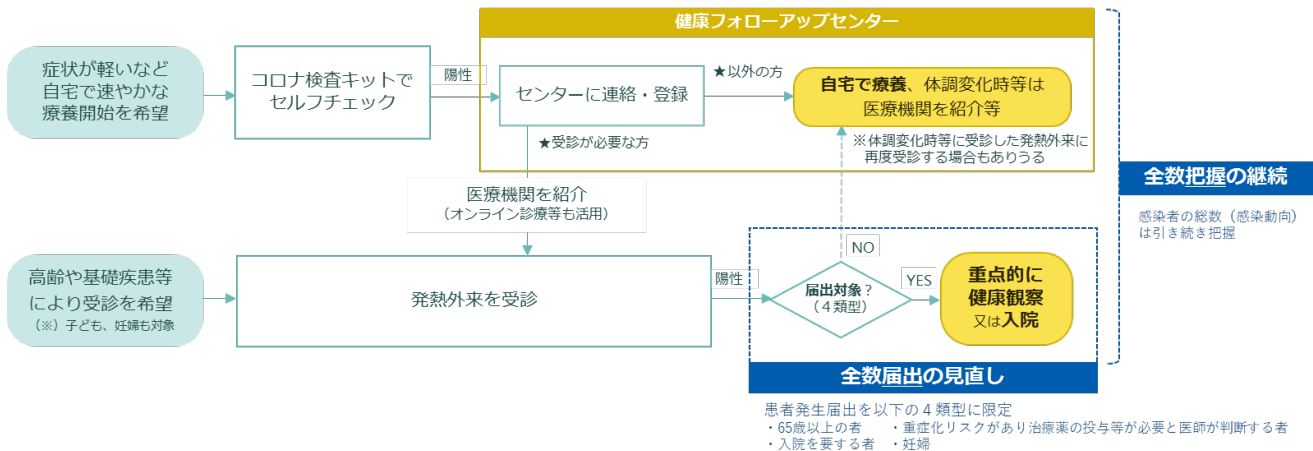 健康フォローアップセンター
症状が軽いなど
自宅で速やかな
療養開始を希望
コロナ検査キットで
セルフチェック
陽性
センターに連絡・登録
★以外の方
自宅で療養、体調変化時等は
医療機関を紹介等
※体調変化時等に受診した発熱外来に
再度受診する場合もありうる
★受診が必要な方
医療機関を紹介
（オンライン診療等も活用）
全数把握の継続
感染者の総数（感染動向）
は引き続き把握
高齢や基礎疾患等
により受診を希望
（※）子ども、妊婦も対象
発熱外来を受診
陽性
届出対象？
（４類型）
NO
YES
重点的に
健康観察
又は入院
全数届出の見直し
患者発生届出を以下の４類型に限定
・65歳以上の者　・重症化リスクがあり治療薬の投与等が必要と医師が判断する者
・入院を要する者　・妊婦